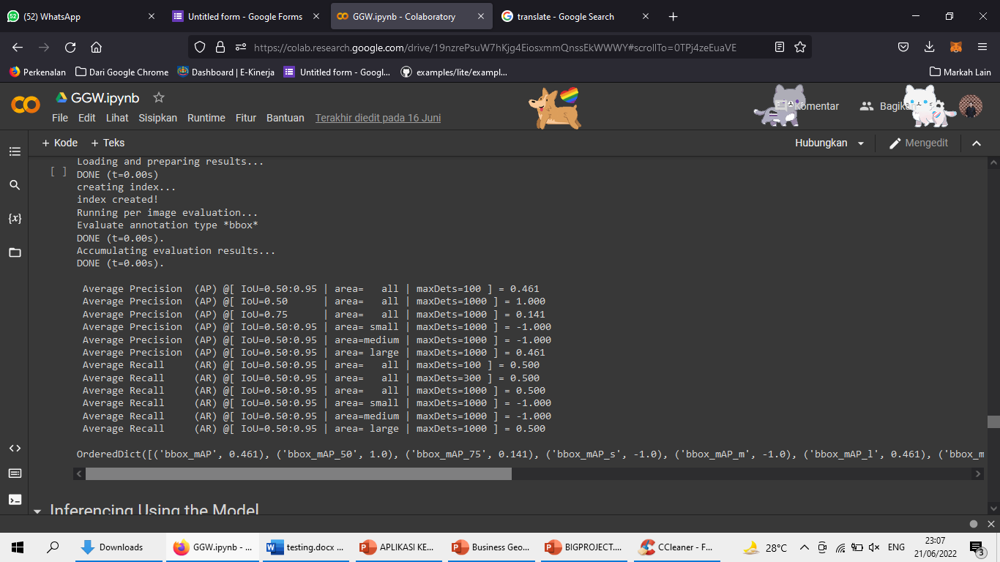 (52) WhatsApp
Untitled form - Google Forms
GGW.ipynb - Colaboratory
translate - Google Search
https://colab.research.google.com/drive/19nzrePsuW7hKjg4EiosxmmQnssEkWWWY#scrollTo=0TPj4zeEuaVE
Perkenalan
Dari Google Chrome
Dashboard | E-Kinerja
Untitled form - Googl...
examples/lite/exampl...
Markah Lain
GGW.ipynb
File Edit Lihat Sisipkan Runtime Fitur Bantuan Terakhir diedit pada 16 Juni
Komentar
+ Kode + Teks
Hubungkan
Mengedit
Loading and preparing results...
[ ] DONE (t=0.00s)
creating index...
index created!
Running per image evaluation...
Evaluate annotation type *bbox*
DONE (t=0.00s).
Accumulating evaluation results...
DONE (t=0.00s).
Average Precision (AP) @[ IoU=0.50:0.95 | area= all | maxDets=100 ] = 0.461
Average Precision (AP) @[ IoU=0.50 | area= all | maxDets=1000 ] = 1.000
Average Precision (AP) @[ IoU=0.75 | area= all | maxDets=1000 ] = 0.141
Average Precision (AP) @[ IoU=0.50:0.95 | area= small | maxDets=1000 ] = -1.000
Average Precision (AP) @[ IoU=0.50:0.95 | area=medium | maxDets=1000 ] = -1.000
Average Precision (AP) @[ IoU=0.50:0.95 | area= large | maxDets=1000 ] = 0.461
Average Recall (AR) @[ IoU=0.50:0.95 | area= all | maxDets=100 ] = 0.500
Average Recall (AR) @[ IoU=0.50:0.95 | area= all | maxDets=300 ] = 0.500
Average Recall (AR) @[ IoU=0.50:0.95 | area= all | maxDets=1000 ] = 0.500
Average Recall (AR) @[ IoU=0.50:0.95 | area= small | maxDets=1000 ] = -1.000
Average Recall (AR) @[ IoU=0.50:0.95 | area=medium | maxDets=1000 ] = -1.000
Average Recall (AR) @[ IoU=0.50:0.95 | area= large | maxDets=1000 ] = 0.500
OrderedDict([('bbox_mAP', 0.461), ('bbox_mAP_50', 1.0), ('bbox_mAP_75', 0.141), ('bbox_mAP_s', -1.0), ('bbox_mAP_m', -1.0), ('bbox_mAP_l', 0.461), ('bbox_m
Inferencing Using the Model
Downloads
GGW.ipynb - ...
testing.docx ...
APLIKASI KE...
Business Geo...
BIGPROJECT....
CCleaner - F...
28°C
ENG
23:07
21/06/2022
3